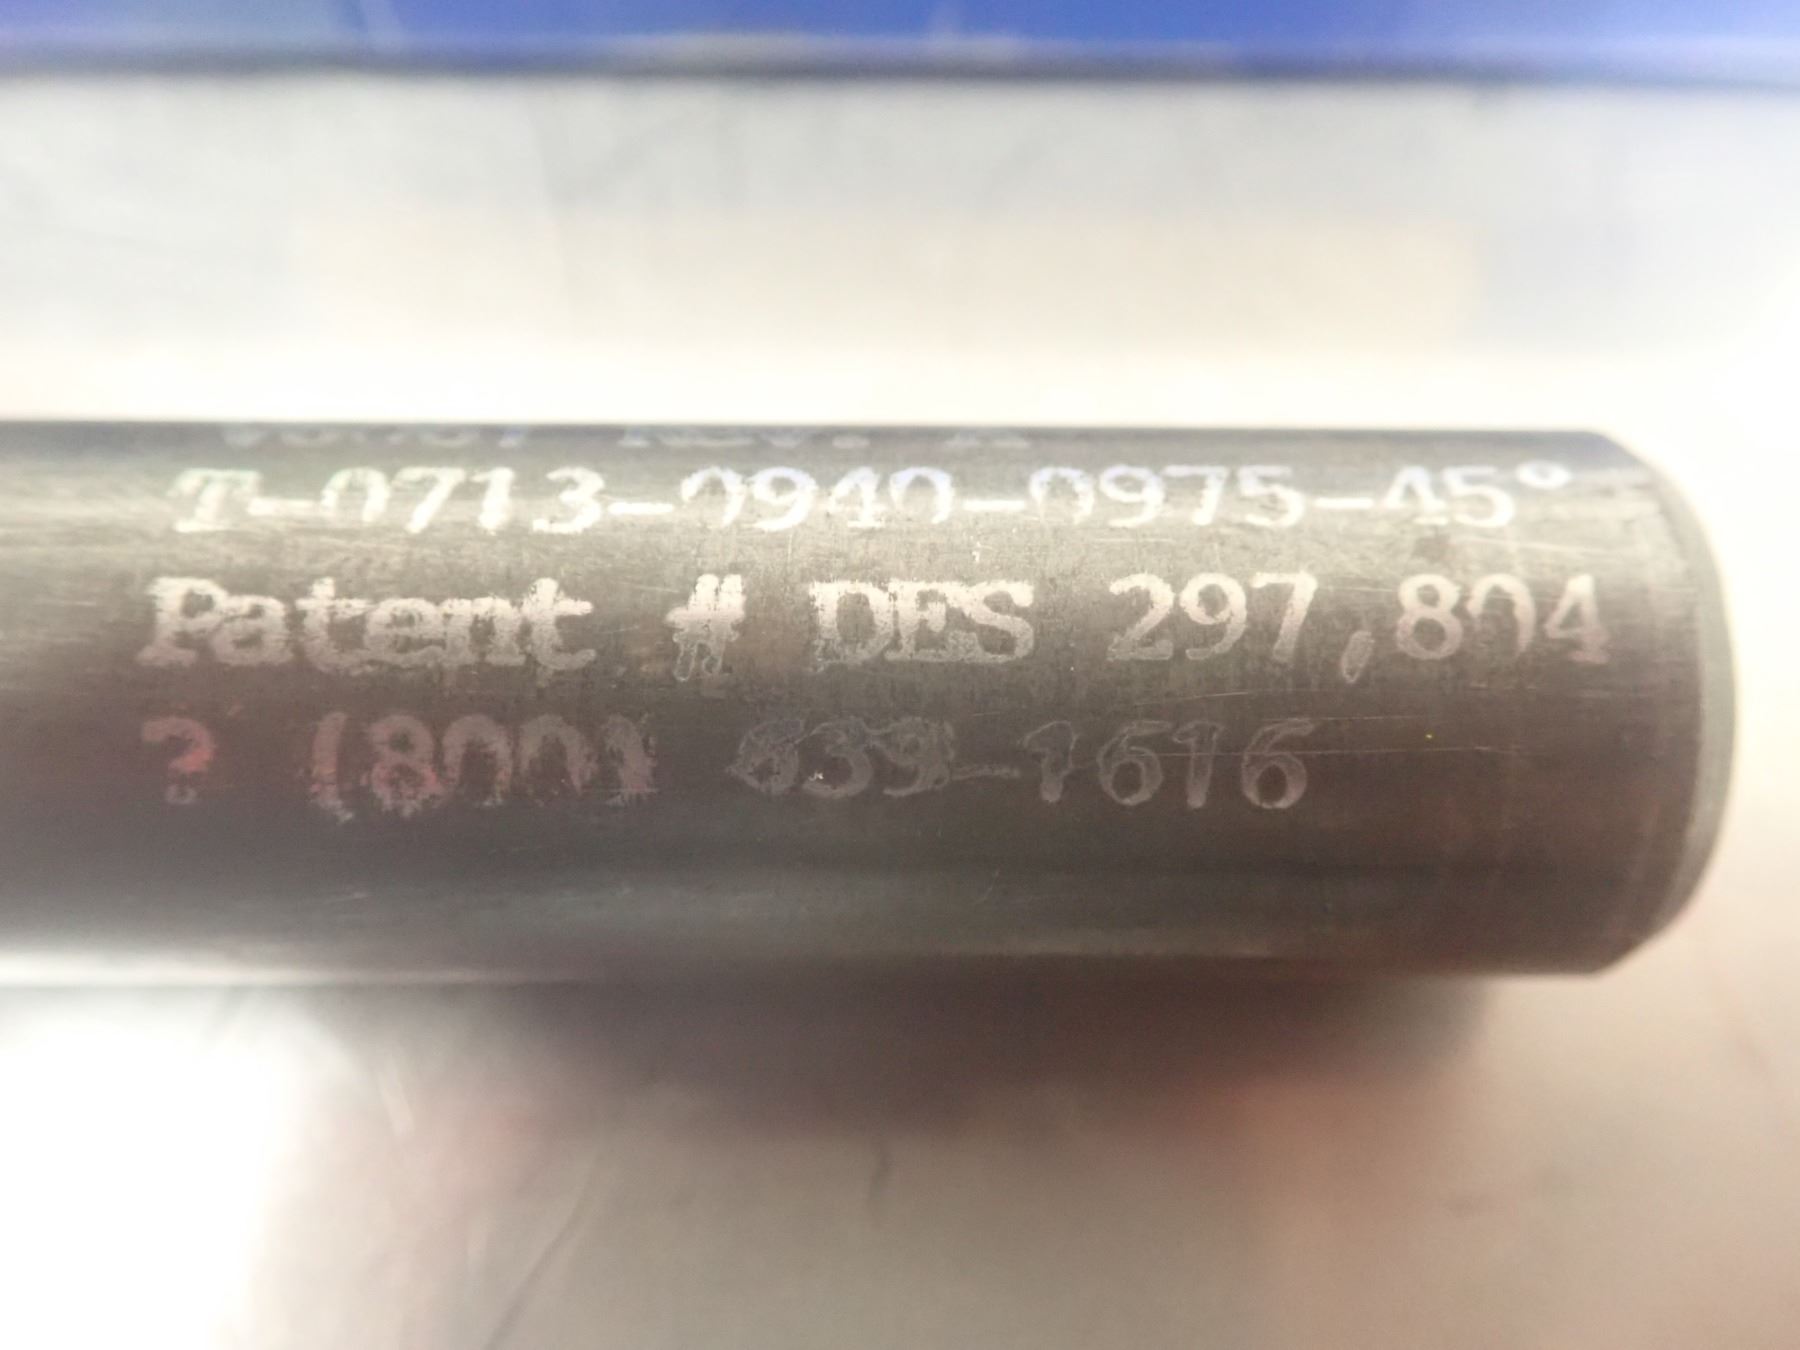 T-0713-0940-0975-45°
Patent # DES 297,804
? (800) 639-1616